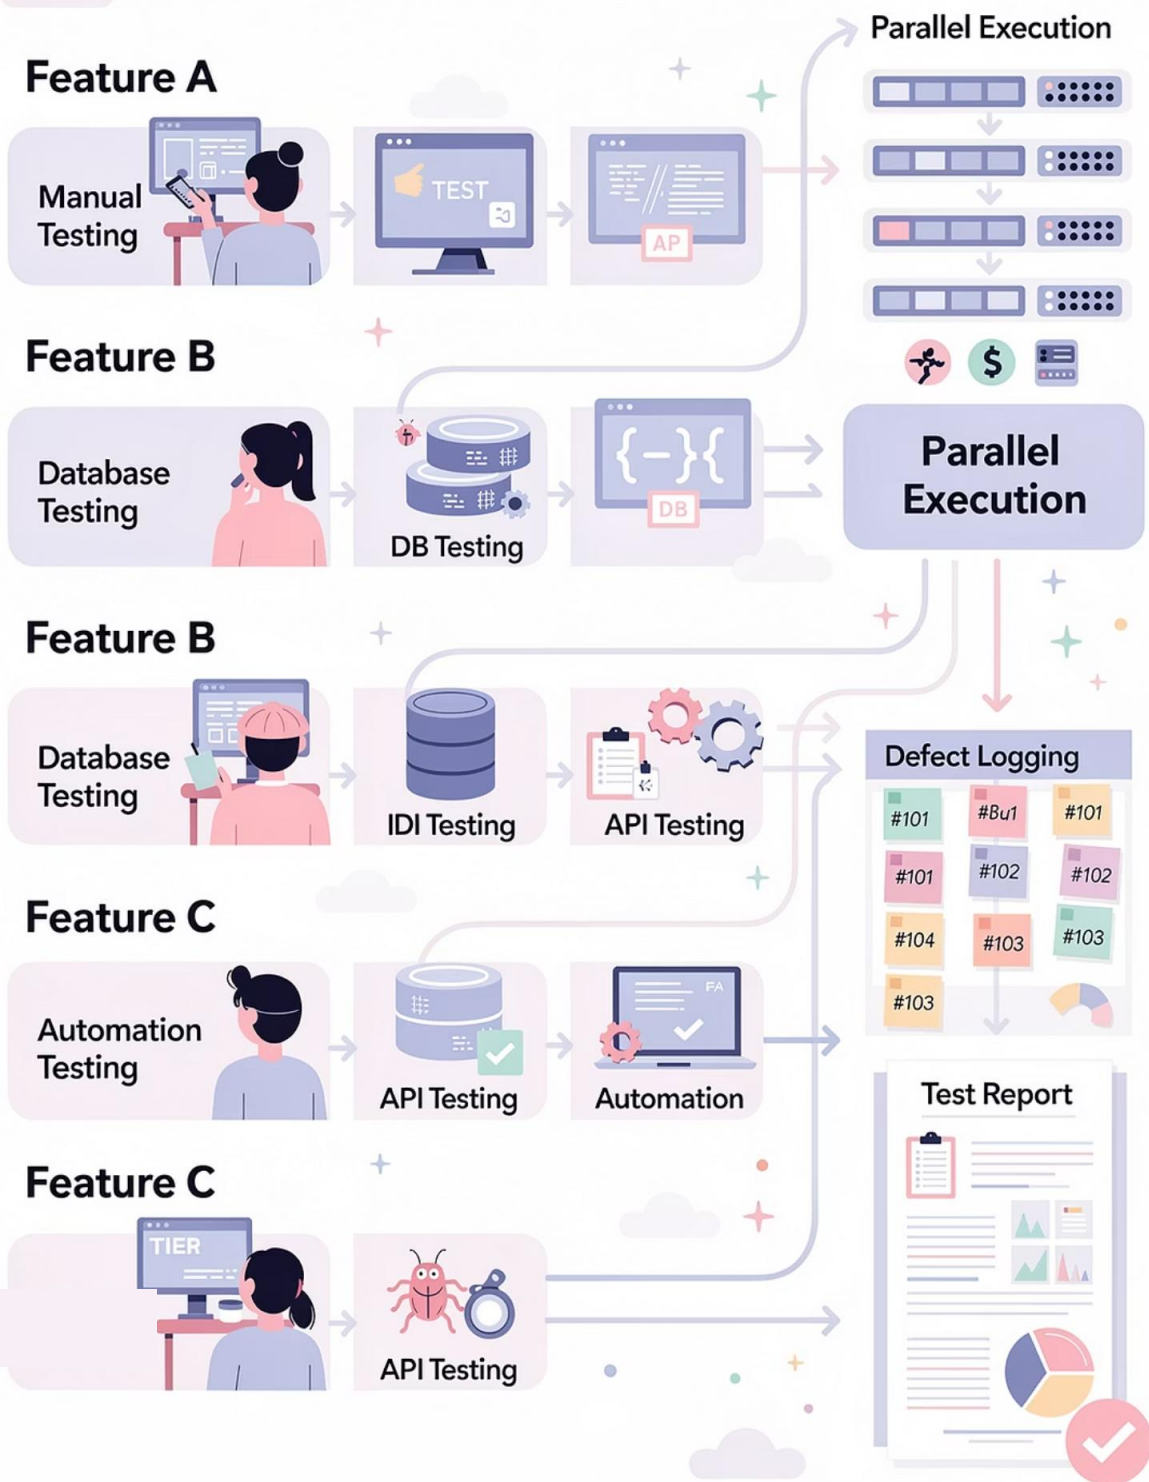 Parallel Execution
Feature A
Manual
Testing
TEST
AP
Feature B
Database
Testing
DB Testing
DB
Parallel
Execution
Feature B
Database
Testing
IDI Testing
API Testing
Defect Logging
#101
#Bu1
#101
#101
#102
#102
#104
#103
#103
#103
Feature C
Automation
Testing
API Testing
FA
Automation
Test Report
Feature C
TIER
API Testing